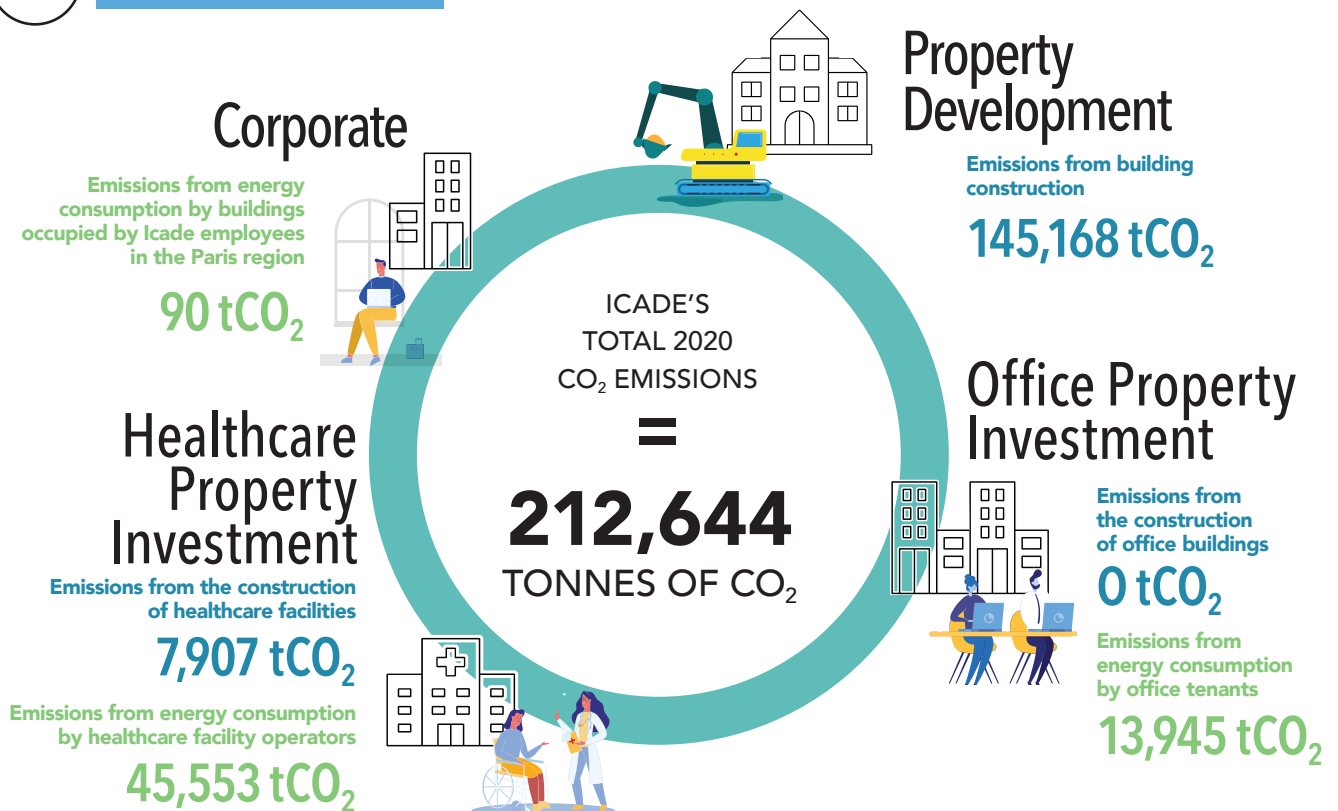 Corporate
Emissions from energy
consumption by buildings
occupied by Icade employees
in the Paris region
90 tCO₂
Property
Development
Emissions from building
construction
145,168 tCO₂
ICADE'S
TOTAL 2020
CO₂ EMISSIONS
=
212,644
TONNES OF CO₂
Healthcare
Property
Investment
Emissions from the construction
of healthcare facilities
7,907 tCO₂
Emissions from energy consumption
by healthcare facility operators
45,553 tCO₂
Office Property
Investment
Emissions from
the construction
of office buildings
0 tCO₂
Emissions from
energy consumption
by office tenants
13,945 tCO₂